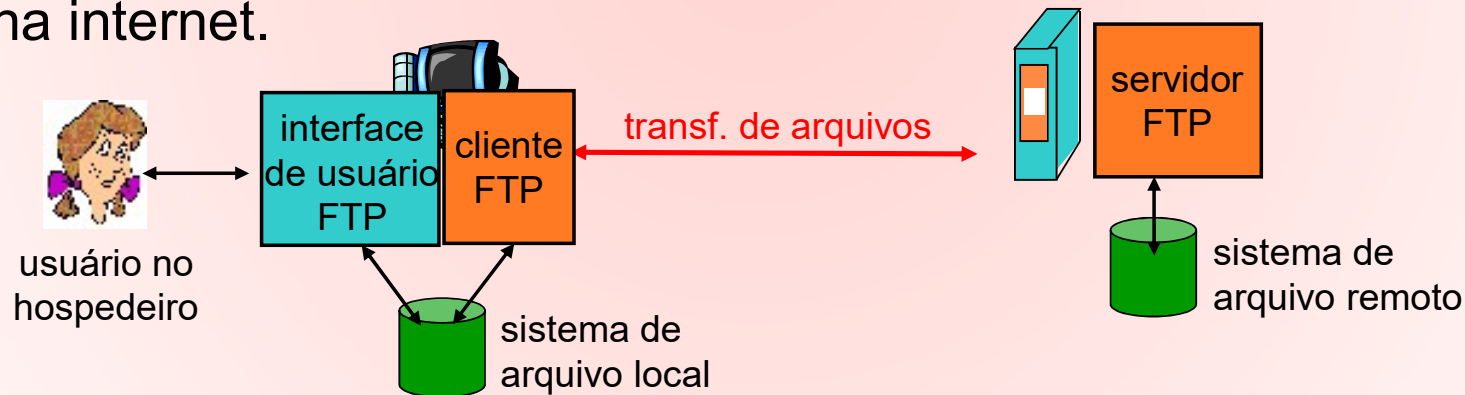 na internet.
usuário no
hospedeiro
interface
de usuário
FTP
cliente
FTP
sistema de
arquivo local
transf. de arquivos
servidor
FTP
sistema de
arquivo remoto